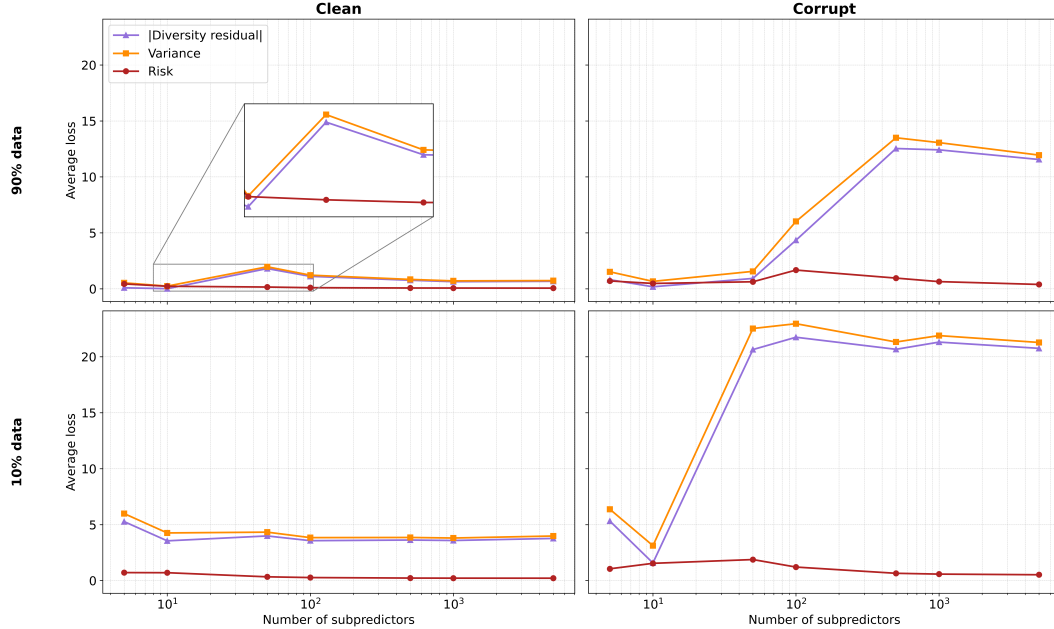 Clean
Corrupt
|Diversity residual|
Variance
Risk
90% data
Average loss
20
15
10
5
0
10% data
Average loss
20
15
10
5
0
10¹
10²
10³
Number of subpredictors
10¹
10²
10³
Number of subpredictors